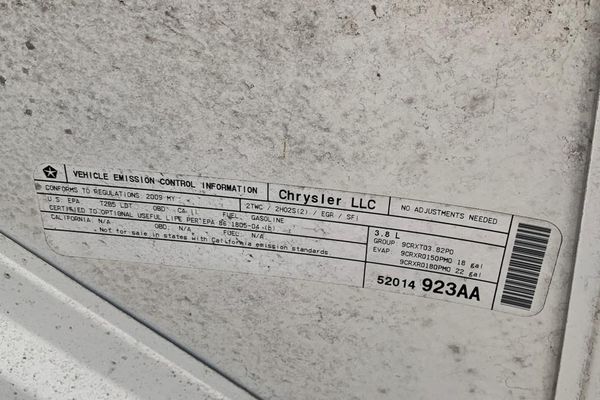 VEHICLE EMISSION CONTROL INFORMATION
Chrysler LLC
NO ADJUSTMENTS NEEDED
CONFORMS TO REGULATIONS: 2009 MY
2TWC / 2HO2S(2) / EGR / SFI
U.S. EPA T2B5 LDT OBD: CA II FUEL: GASOLINE
CERTIFIED TO OPTIONAL USEFUL LIFE PER EPA 86.1805-04 (b)
CALIFORNIA: N/A OBD: N/A FUEL: N/A
Not for sale in states with California emission standards.
3.8 L
GROUP: 9CRXT03.82P0
EVAP: 9CRXR0150PM0 18 gal
9CRXR0180PM0 22 gal
52014 923AA